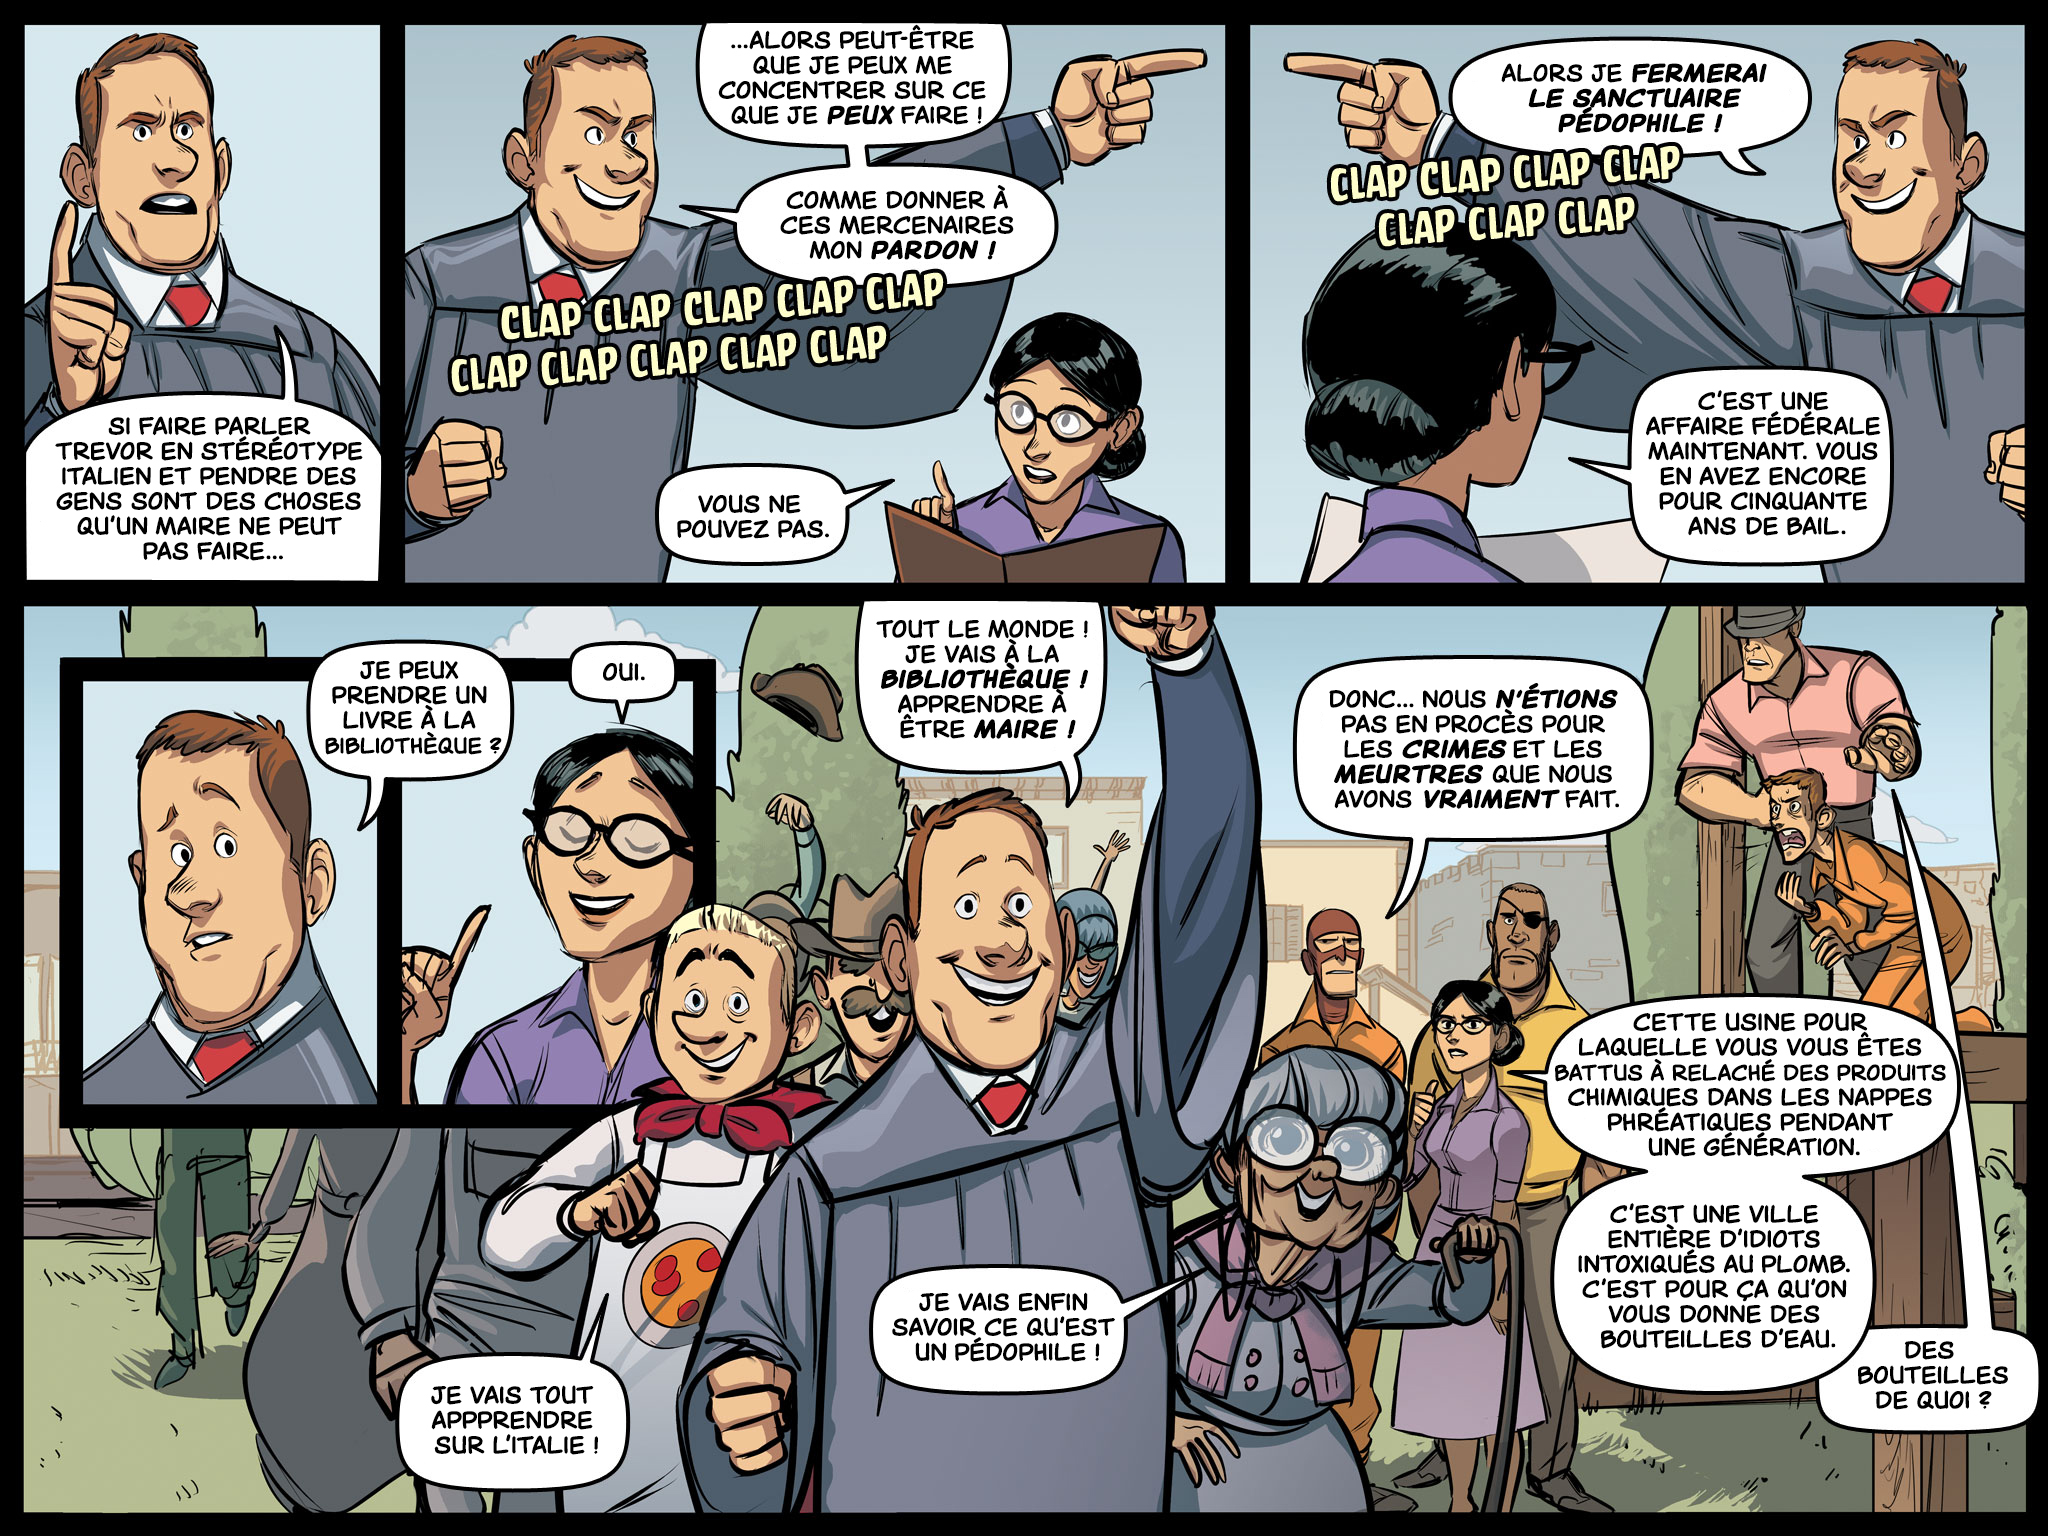 SI FAIRE PARLER
TREVOR EN STÉRÉOTYPE
ITALIEN ET PENDRE DES
GENS SONT DES CHOSES
QU'UN MAIRE NE PEUT
PAS FAIRE...
...ALORS PEUT-ÊTRE
QUE JE PEUX ME
CONCENTRER SUR CE
QUE JE PEUX FAIRE !
COMME DONNER À
CES MERCENAIRES
MON PARDON !
CLAP CLAP CLAP CLAP CLAP
CLAP CLAP CLAP CLAP CLAP
VOUS NE
POUVEZ PAS.
ALORS JE FERMERAI
LE SANCTUAIRE
PÉDOPHILE !
CLAP CLAP CLAP CLAP
CLAP CLAP CLAP
C'EST UNE
AFFAIRE FÉDÉRALE
MAINTENANT. VOUS
EN AVEZ ENCORE
POUR CINQUANTE
ANS DE BAIL.
JE PEUX
PRENDRE UN
LIVRE À LA
BIBLIOTHÈQUE ?
OUI.
TOUT LE MONDE !
JE VAIS À LA
BIBLIOTHÈQUE !
APPRENDRE À
ÊTRE MAIRE !
JE VAIS TOUT
APPPRENDRE
SUR L'ITALIE !
JE VAIS ENFIN
SAVOIR CE QU'EST
UN PÉDOPHILE !
DONC... NOUS N'ÉTIONS
PAS EN PROCÈS POUR
LES CRIMES ET LES
MEURTRES QUE NOUS
AVONS VRAIMENT FAIT.
CETTE USINE POUR
LAQUELLE VOUS VOUS ÊTES
BATTUS À RELACHÉ DES PRODUITS
CHIMIQUES DANS LES NAPPES
PHRÉATIQUES PENDANT
UNE GÉNÉRATION.
C'EST UNE VILLE
ENTIÈRE D'IDIOTS
INTOXIQUÉS AU PLOMB.
C'EST POUR ÇA QU'ON
VOUS DONNE DES
BOUTEILLES D'EAU.
DES
BOUTEILLES
DE QUOI ?